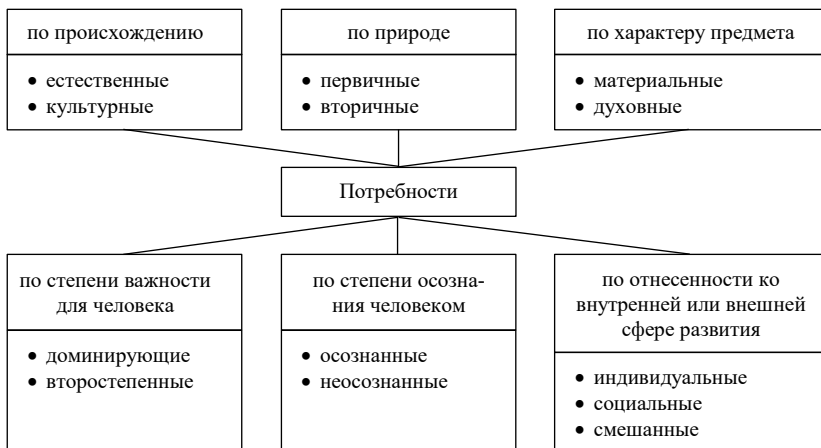 по происхождению
• естественные
• культурные
по природе
• первичные
• вторичные
по характеру предмета
• материальные
• духовные
Потребности
по степени важности
для человека
• доминирующие
• второстепенные
по степени осозна-
ния человеком
• осознанные
• неосознанные
по отнесенности ко
внутренней или внешней
сфере развития
• индивидуальные
• социальные
• смешанные